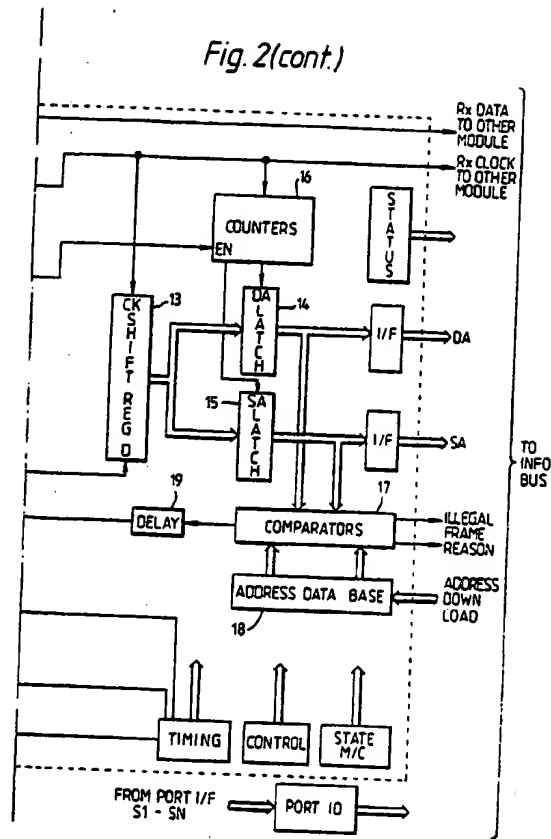 Fig. 2(cont.)
Rx DATA
TO OTHER
MODULE
Rx CLOCK
TO OTHER
MODULE
16
COUNTERS
EN
STATUS
13
CK
SHIFT REG
D
DA
LATCH
14
I/F
DA
15
SA
LATCH
I/F
SA
TO
INFO
BUS
19
DELAY
17
COMPARATORS
ILLEGAL
FRAME
REASON
ADDRESS DATA BASE
18
ADDRESS
DOWN
LOAD
TIMING
CONTROL
STATE
M/C
FROM PORT I/F
S1 - SN
PORT IO